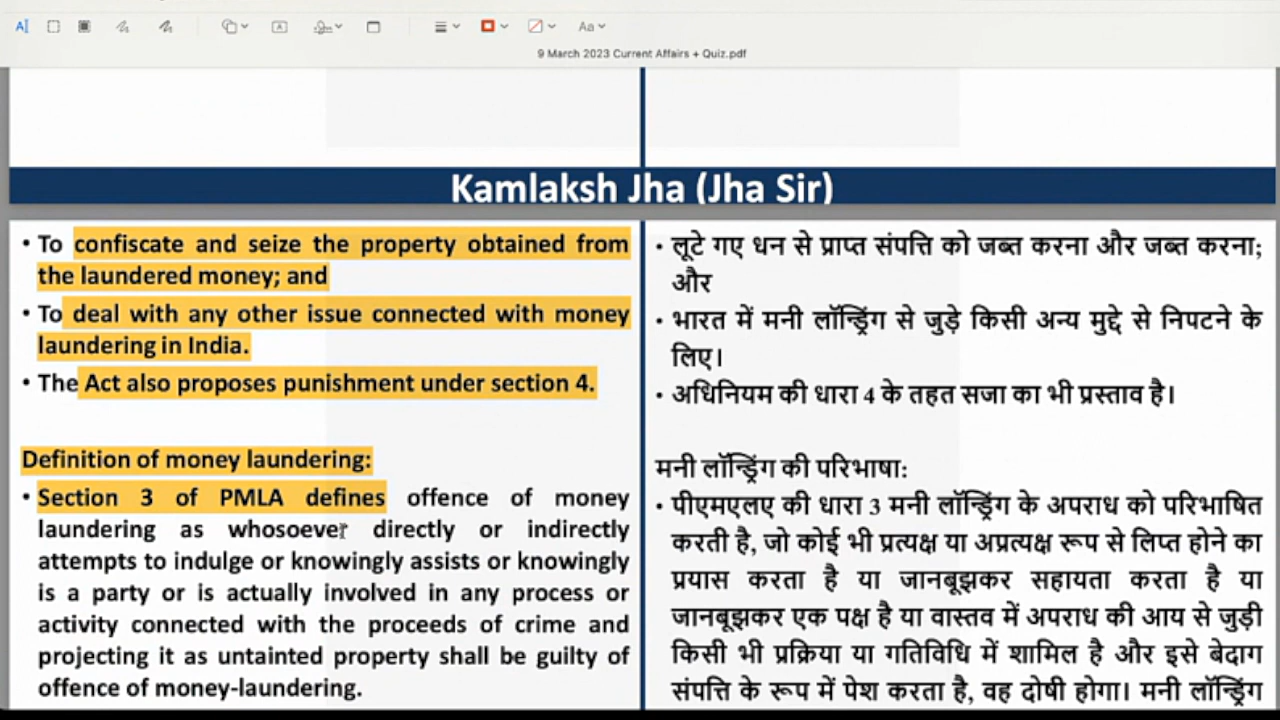 9 March 2023 Current Affairs + Quiz.pdf
Kamlaksh Jha (Jha Sir)
• To confiscate and seize the property obtained from
the laundered money; and
• To deal with any other issue connected with money
laundering in India.
• The Act also proposes punishment under section 4.
Definition of money laundering:
• Section 3 of PMLA defines offence of money
laundering as whosoever directly or indirectly
attempts to indulge or knowingly assists or knowingly
is a party or is actually involved in any process or
activity connected with the proceeds of crime and
projecting it as untainted property shall be guilty of
offence of money-laundering.
• लूटे गए धन से प्राप्त संपत्ति को जब्त करना और जब्त करना;
और
• भारत में मनी लॉन्ड्रिंग से जुड़े किसी अन्य मुद्दे से निपटने के
लिए।
• अधिनियम की धारा 4 के तहत सजा का भी प्रस्ताव है।
मनी लॉन्ड्रिंग की परिभाषा:
• पीएमएलए की धारा 3 मनी लॉन्ड्रिंग के अपराध को परिभाषित
करती है, जो कोई भी प्रत्यक्ष या अप्रत्यक्ष रूप से लिप्त होने का
प्रयास करता है या जानबूझकर सहायता करता है या
जानबूझकर एक पक्ष है या वास्तव में अपराध की आय से जुड़ी
किसी भी प्रक्रिया या गतिविधि में शामिल है और इसे बेदाग
संपत्ति के रूप में पेश करता है, वह दोषी होगा। मनी लॉन्ड्रिंग